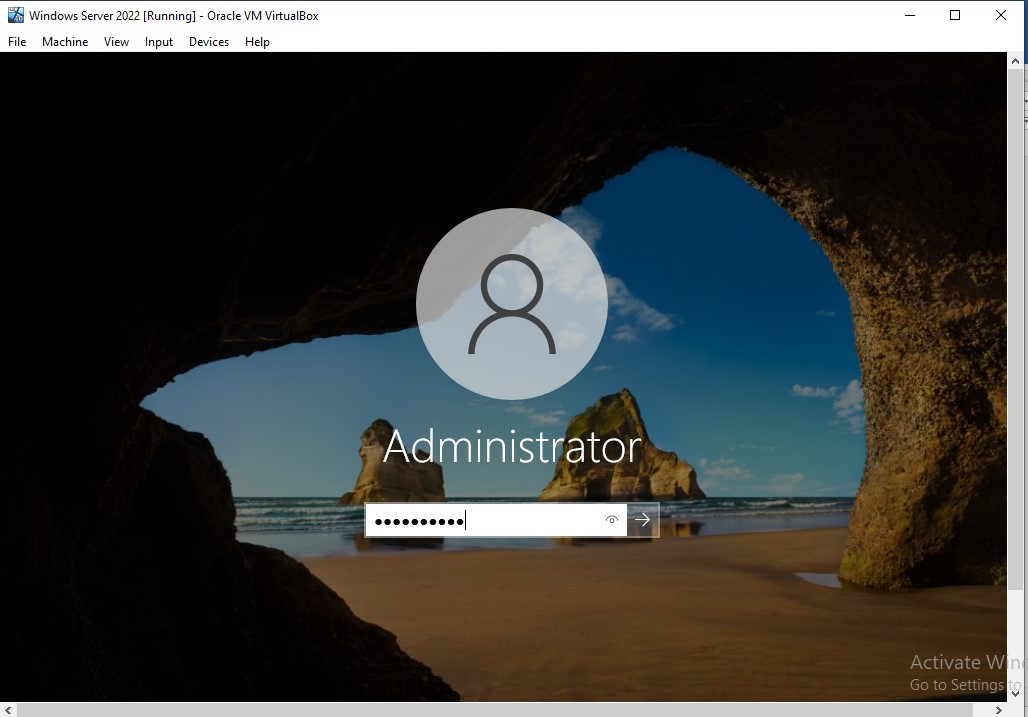 Windows Server 2022 [Running] - Oracle VM VirtualBox
File Machine View Input Devices Help
Administrator
●●●●●●●●●●
Activate Win
Go to Settings to